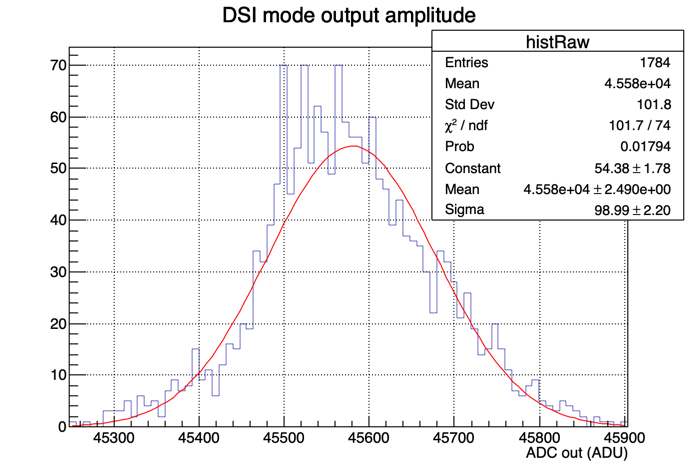 DSI mode output amplitude
histRaw
Entries 1784
Mean 4.558e+04
Std Dev 101.8
χ² / ndf 101.7 / 74
Prob 0.01794
Constant 54.38 ± 1.78
Mean 4.558e+04 ± 2.490e+00
Sigma 98.99 ± 2.20
70
60
50
40
30
20
10
0
45300 45400 45500 45600 45700 45800 45900
ADC out (ADU)